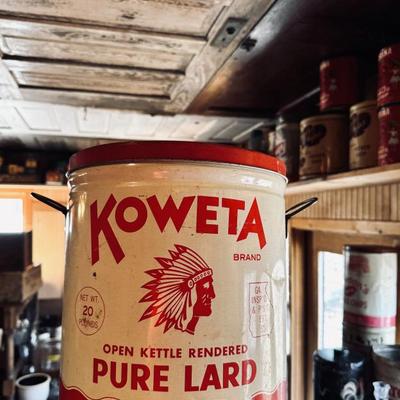 KOWETA
BRAND
NET WT.
20
POUNDS
OPEN KETTLE RENDERED
PURE LARD